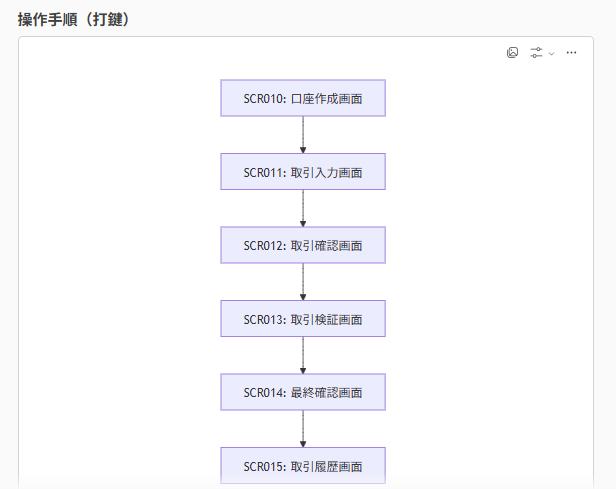 操作手順（打鍵）
SCR010: 口座作成画面
SCR011: 取引入力画面
SCR012: 取引確認画面
SCR013: 取引検証画面
SCR014: 最終確認画面
SCR015: 取引履歴画面